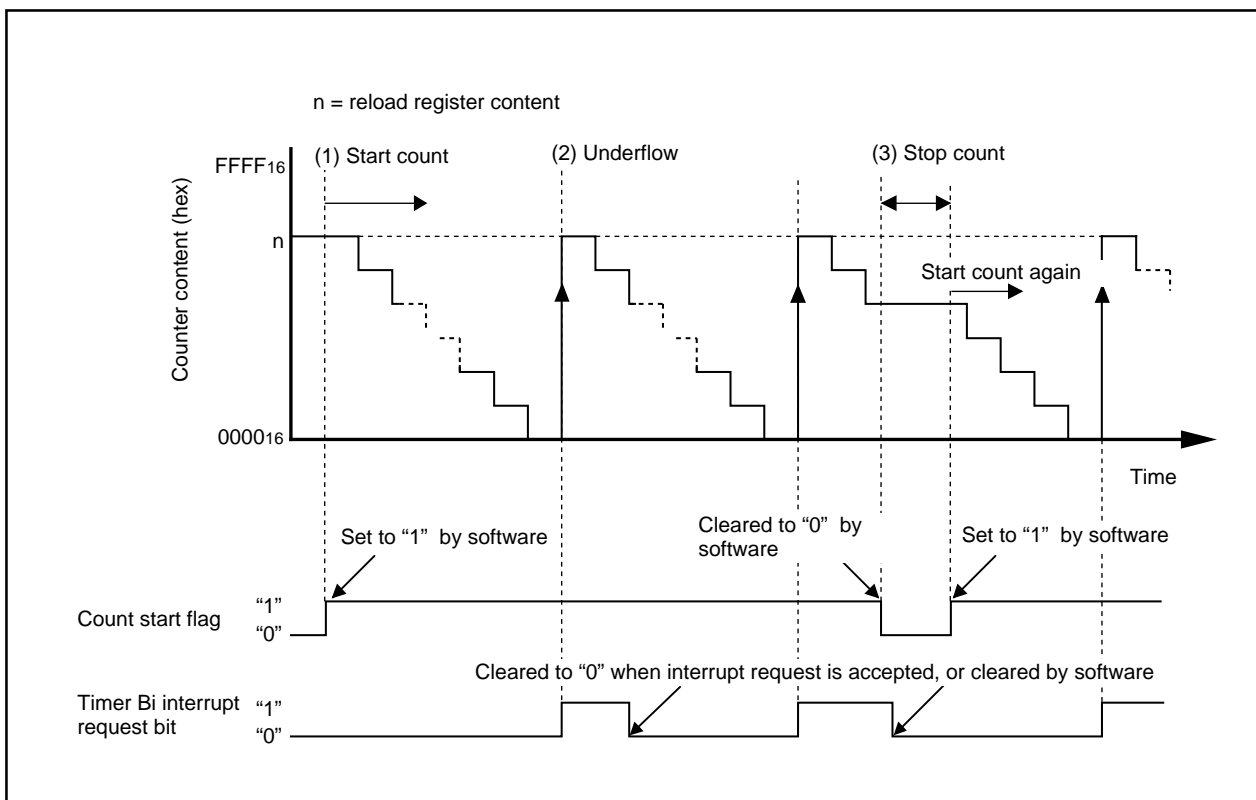 n = reload register content
FFFF16
(1) Start count
(2) Underflow
(3) Stop count
n
Start count again
Counter content (hex)
000016
Time
Set to “1” by software
Cleared to “0” by
software
Set to “1” by software
Count start flag
“1”
“0”
Cleared to “0” when interrupt request is accepted, or cleared by software
Timer Bi interrupt
request bit
“1”
“0”